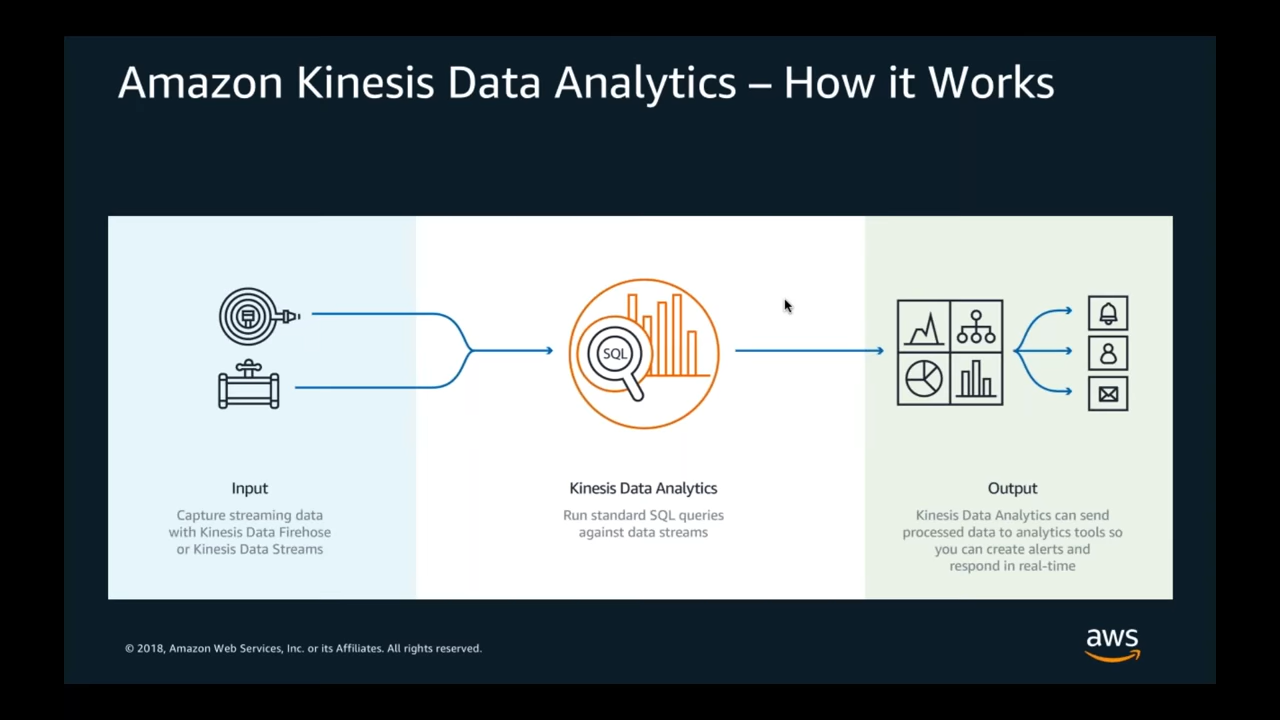 Amazon Kinesis Data Analytics – How it Works
SQL
Input
Capture streaming data
with Kinesis Data Firehose
or Kinesis Data Streams
Kinesis Data Analytics
Run standard SQL queries
against data streams
Output
Kinesis Data Analytics can send
processed data to analytics tools so
you can create alerts and
respond in real-time
© 2018, Amazon Web Services, Inc. or its Affiliates. All rights reserved.
aws